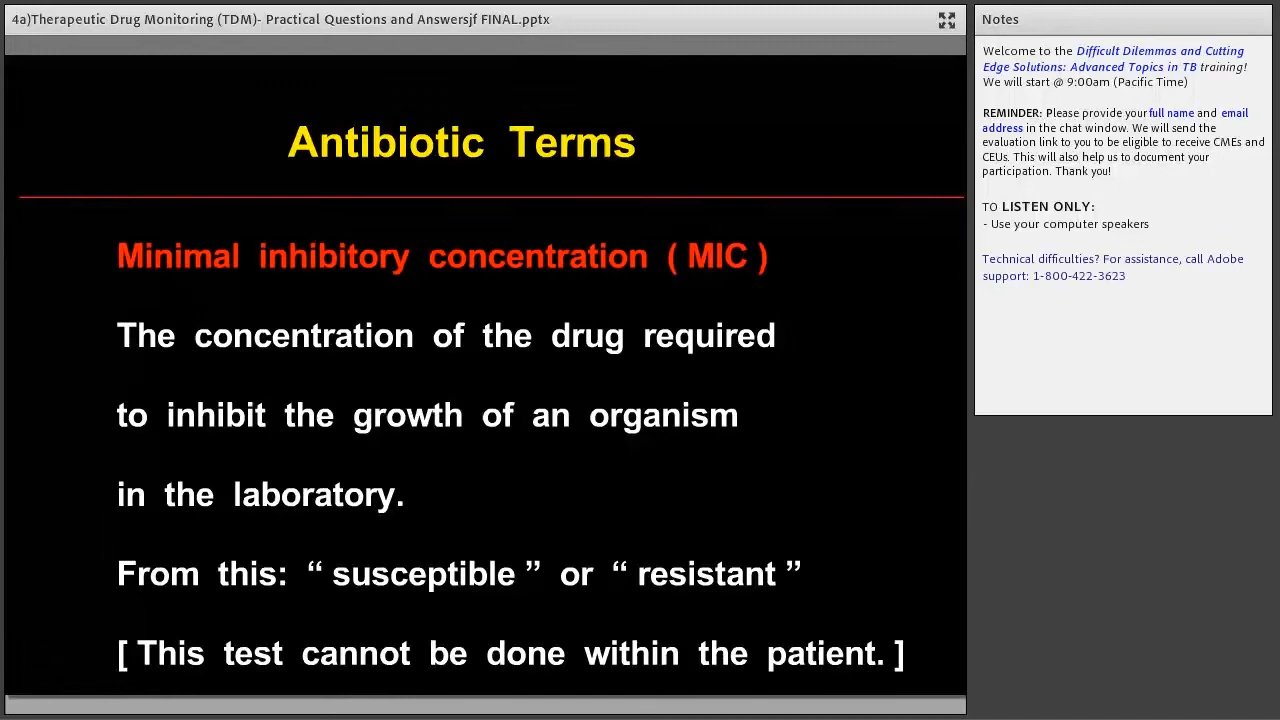 4a)Therapeutic Drug Monitoring (TDM)- Practical Questions and Answersjf FINAL.pptx
Antibiotic Terms
Minimal inhibitory concentration ( MIC )
The concentration of the drug required
to inhibit the growth of an organism
in the laboratory.
From this: “ susceptible ” or “ resistant ”
[ This test cannot be done within the patient. ]
Notes
Welcome to the Difficult Dilemmas and Cutting
Edge Solutions: Advanced Topics in TB training!
We will start @ 9:00am (Pacific Time)
REMINDER: Please provide your full name and email
address in the chat window. We will send the
evaluation link to you to be eligible to receive CMEs and
CEUs. This will also help us to document your
participation. Thank you!
TO LISTEN ONLY:
- Use your computer speakers
Technical difficulties? For assistance, call Adobe
support: 1-800-422-3623